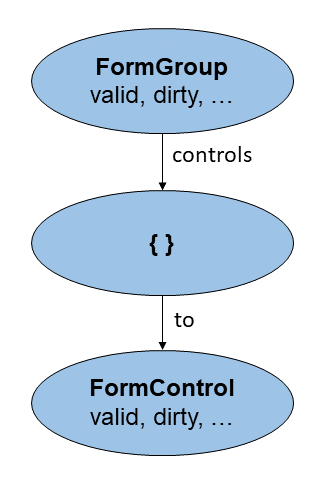 FormGroup
valid, dirty, …
controls
{ }
to
FormControl
valid, dirty, …